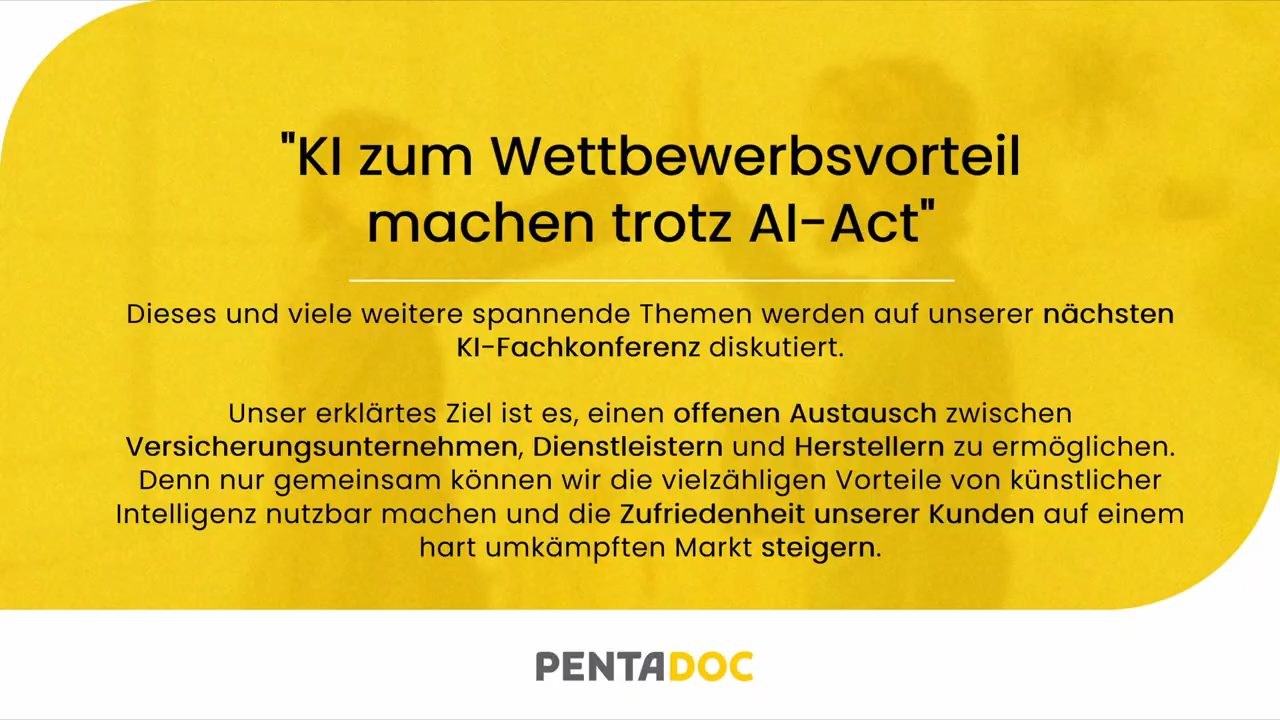 "KI zum Wettbewerbsvorteil
machen trotz AI-Act"
Dieses und viele weitere spannende Themen werden auf unserer nächsten
KI-Fachkonferenz diskutiert.
Unser erklärtes Ziel ist es, einen offenen Austausch zwischen
Versicherungsunternehmen, Dienstleistern und Herstellern zu ermöglichen.
Denn nur gemeinsam können wir die vielzähligen Vorteile von künstlicher
Intelligenz nutzbar machen und die Zufriedenheit unserer Kunden auf einem
hart umkämpften Markt steigern.
PENTADOC